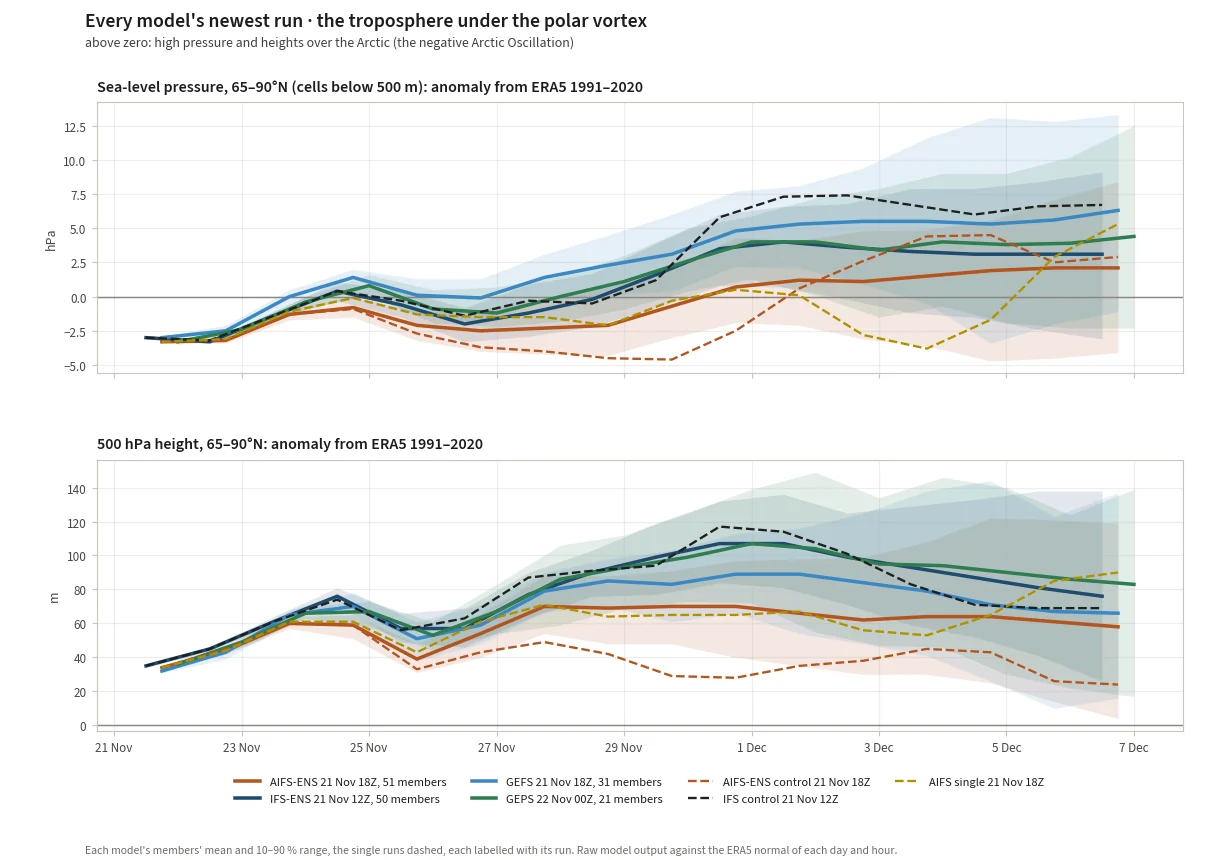 Every model's newest run · the troposphere under the polar vortex
above zero: high pressure and heights over the Arctic (the negative Arctic Oscillation)
Sea-level pressure, 65–90°N (cells below 500 m): anomaly from ERA5 1991–2020
12.5
10.0
7.5
5.0
2.5
0.0
−2.5
−5.0
hPa
500 hPa height, 65–90°N: anomaly from ERA5 1991–2020
140
120
100
80
60
40
20
0
m
21 Nov 23 Nov 25 Nov 27 Nov 29 Nov 1 Dec 3 Dec 5 Dec 7 Dec
AIFS-ENS 21 Nov 18Z, 51 members GEFS 21 Nov 18Z, 31 members AIFS-ENS control 21 Nov 18Z AIFS single 21 Nov 18Z
IFS-ENS 21 Nov 12Z, 50 members GEPS 22 Nov 00Z, 21 members IFS control 21 Nov 12Z
Each model's members' mean and 10–90 % range, the single runs dashed, each labelled with its run. Raw model output against the ERA5 normal of each day and hour.